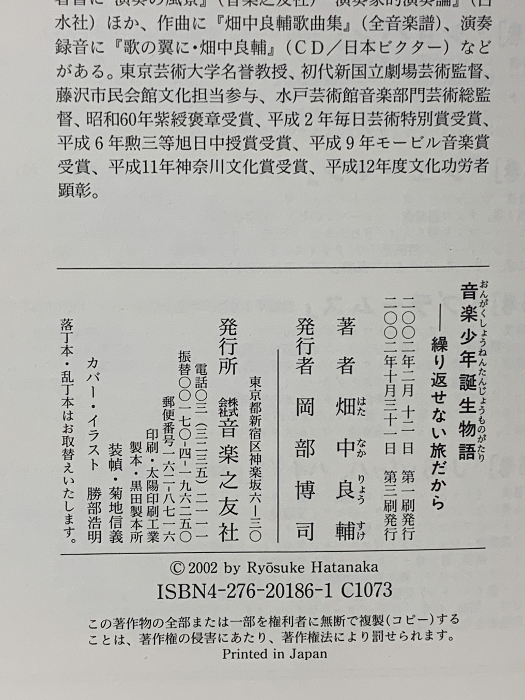 著書に『演奏の風景』(音楽之友社)『演奏家的演奏論』(白
水社)ほか、作曲に『畑中良輔歌曲集』(全音楽譜)、演奏
録音に『歌の翼に・畑中良輔』(CD／日本ビクター)など
がある。東京芸術大学名誉教授、初代新国立劇場芸術監督、
藤沢市民会館文化担当参与、水戸芸術館音楽部門芸術総監
督、昭和60年紫綬褒章受賞、平成2年毎日芸術特別賞受賞、
平成6年勲三等旭日中授賞受賞、平成9年モービル音楽賞
受賞、平成11年神奈川文化賞受賞、平成12年度文化功労者
顕彰。
音楽少年誕生物語
おんがくしょうねんたんじょうものがたり
――繰り返せない旅だから
二〇〇二年二月十二日 第一刷発行
二〇〇二年十月三十一日 第三刷発行
著者 畑中良輔
はた なか りょう すけ
発行者 岡部博司
東京都新宿区神楽坂六―三〇
発行所 株式会社 音楽之友社
電話〇三(三二三五)二一一一
振替〇〇一七〇-四-一九六二五〇
郵便番号一六二-八七一六
印刷・太陽印刷工業
製本・黒田製本所
装幀・菊地信義
カバー・イラスト 勝部浩明
落丁本・乱丁本はお取替えいたします。
© 2002 by Ryōsuke Hatanaka
ISBN4-276-20186-1 C1073
この著作物の全部または一部を権利者に無断で複製(コピー)する
ことは、著作権の侵害にあたり、著作権法により罰せられます。
Printed in Japan